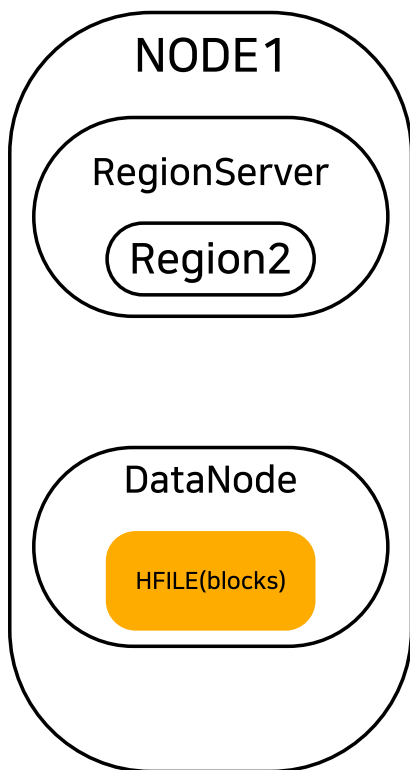 NODE1
RegionServer
Region2
DataNode
HFILE(blocks)